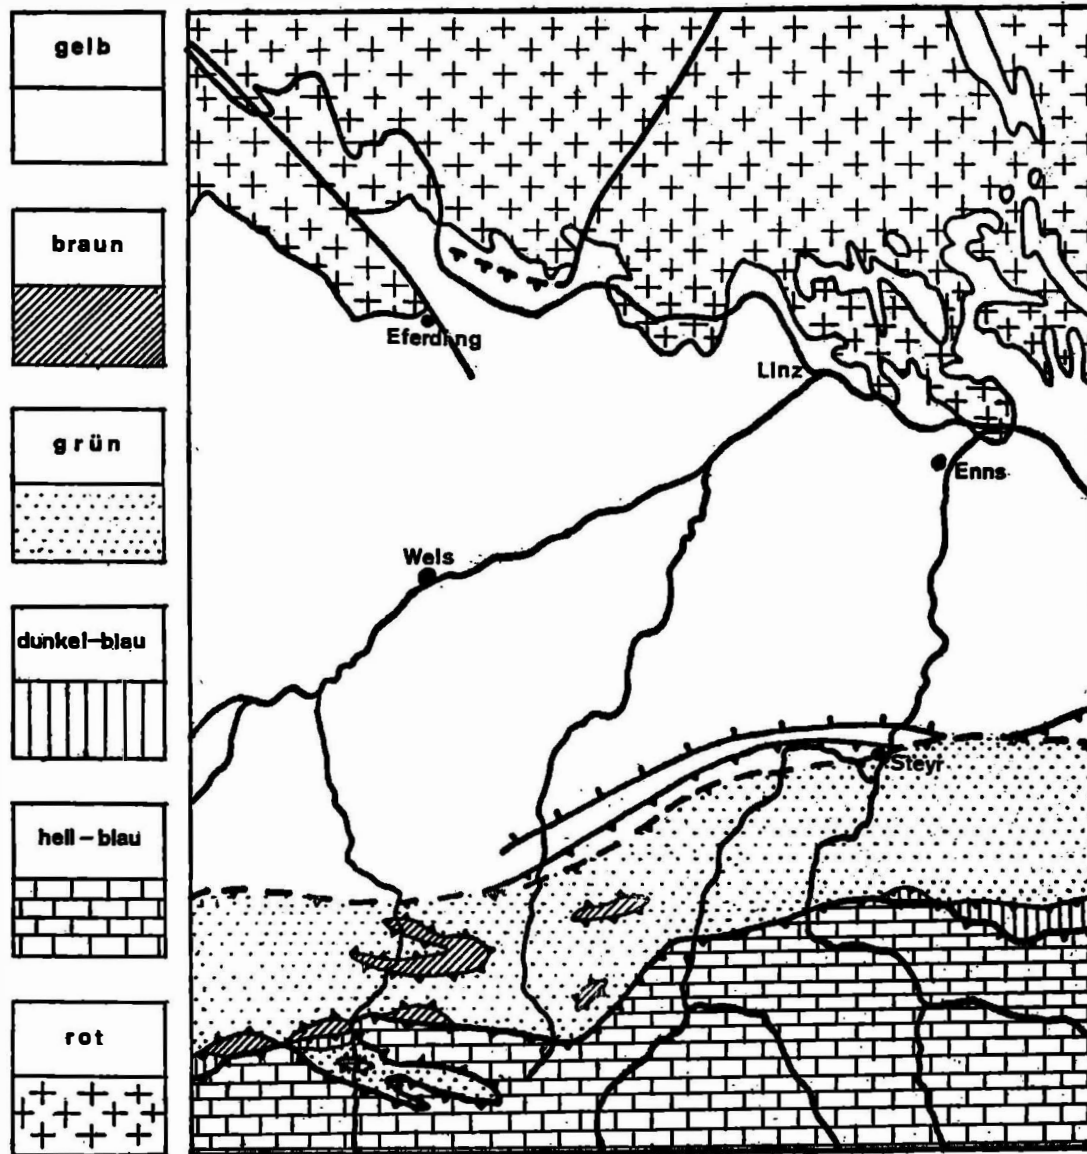 gelb
braun
grün
dunkel-blau
hell-blau
rot
Eferding
Linz
Enns
Wels
Steyr